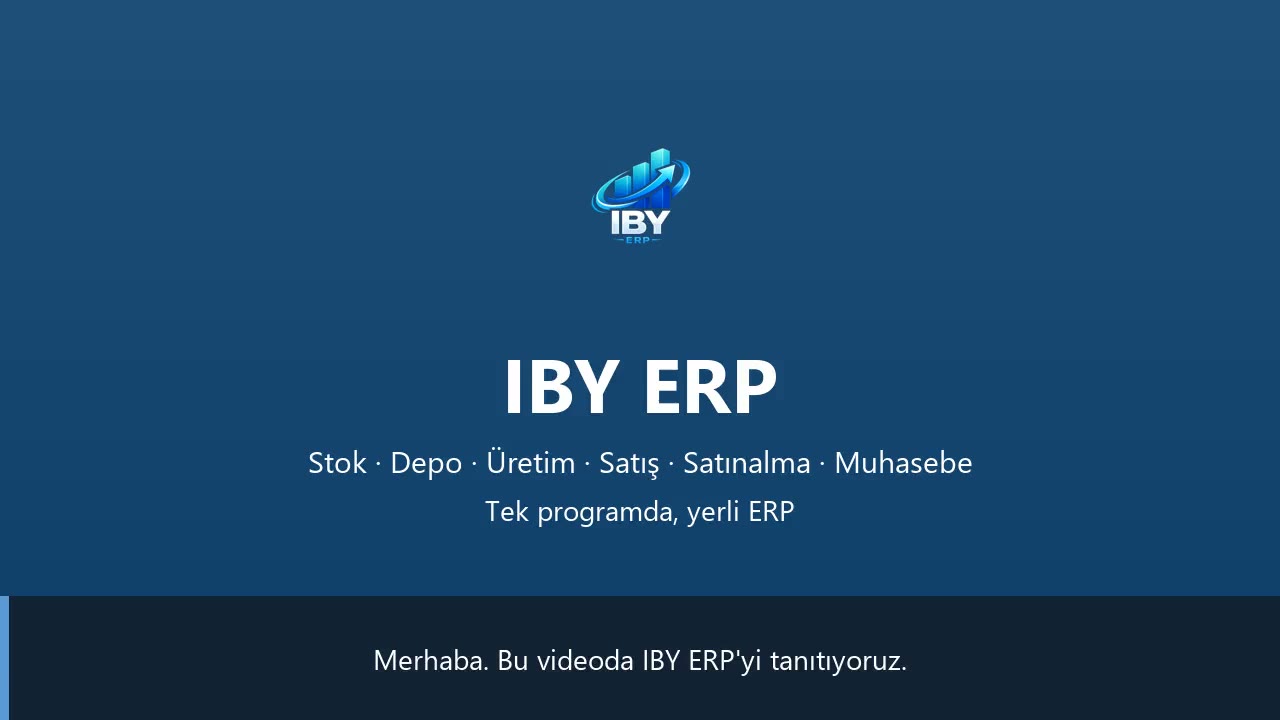 IBY
ERP
IBY ERP
Stok · Depo · Üretim · Satış · Satınalma · Muhasebe
Tek programda, yerli ERP
Merhaba. Bu videoda IBY ERP'yi tanıtıyoruz.